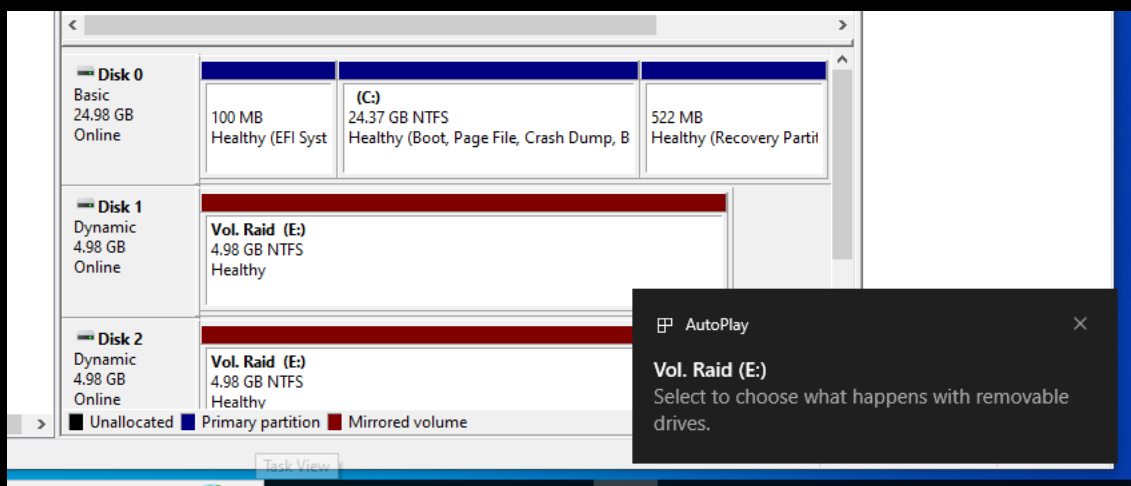 Disk 0
Basic
24.98 GB
Online
100 MB
Healthy (EFI Syst
(C:)
24.37 GB NTFS
Healthy (Boot, Page File, Crash Dump, B
522 MB
Healthy (Recovery Partit
Disk 1
Dynamic
4.98 GB
Online
Vol. Raid (E:)
4.98 GB NTFS
Healthy
Disk 2
Dynamic
4.98 GB
Online
Vol. Raid (E:)
4.98 GB NTFS
Healthy
Unallocated Primary partition Mirrored volume
AutoPlay
Vol. Raid (E:)
Select to choose what happens with removable
drives.
Task View